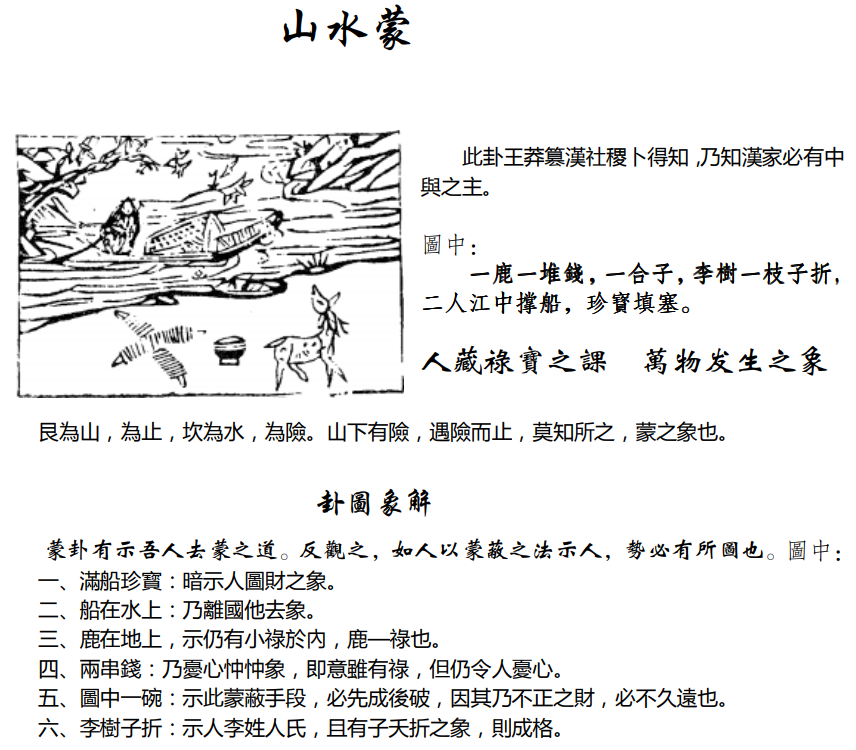 山水蒙
此卦王莽篡漢社稷卜得知，乃知漢家必有中
與之主。
圖中：
一鹿一堆錢，一合子，李樹一枝子折，
二人江中撐船，珍寶填塞。
人藏祿寶之課　萬物发生之象
艮為山，為止，坎為水，為險。山下有險，遇險而止，莫知所之，蒙之象也。
卦圖象解
蒙卦有示吾人去蒙之道。反觀之，如人以蒙蔽之法示人，勢必有所圖也。圖中：
一、滿船珍寶：暗示人圖財之象。
二、船在水上：乃離國他去象。
三、鹿在地上，示仍有小祿於內，鹿—祿也。
四、兩串錢：乃憂心忡忡象，即意雖有祿，但仍令人憂心。
五、圖中一碗：示此蒙蔽手段，必先成後破，因其乃不正之財，必不久遠也。
六、李樹子折：示人李姓人氏，且有子夭折之象，則成格。